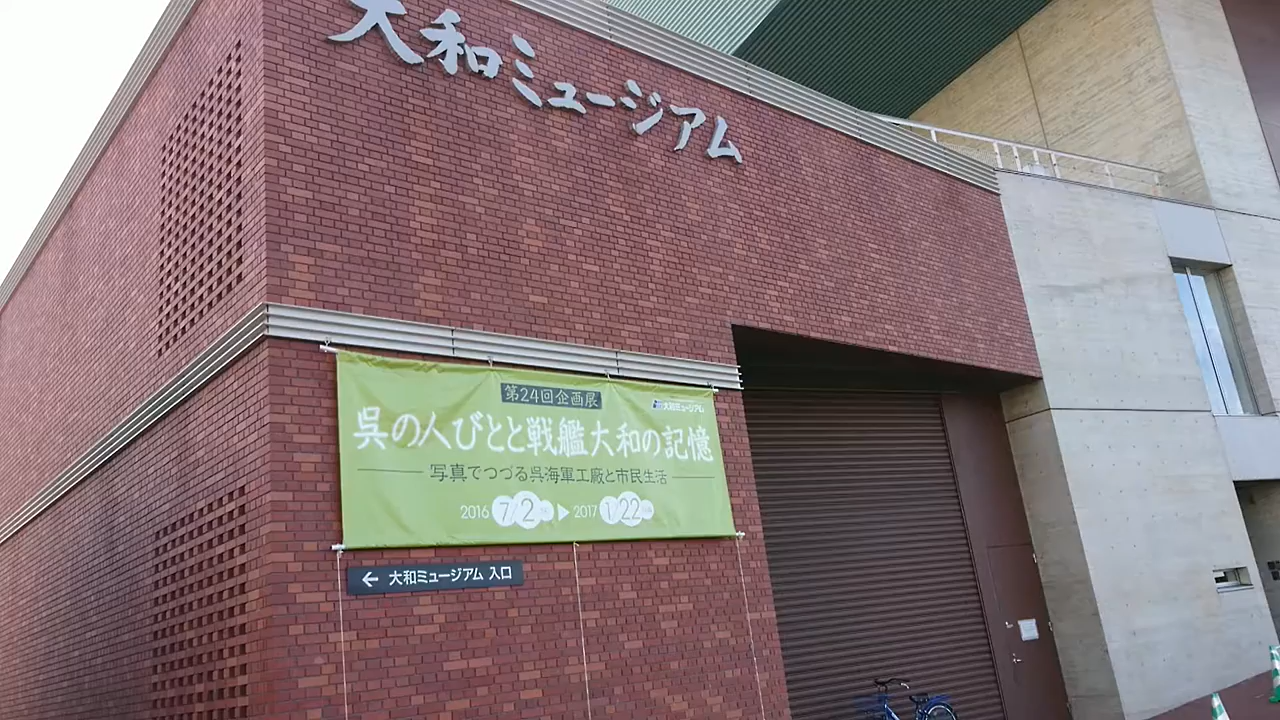 大和ミュージアム
第24回企画展
大和ミュージアム
呉の人びとと戦艦大和の記憶
写真でつづる呉海軍工廠と市民生活
2016 7/2 ▶ 2017 1/22
← 大和ミュージアム 入口